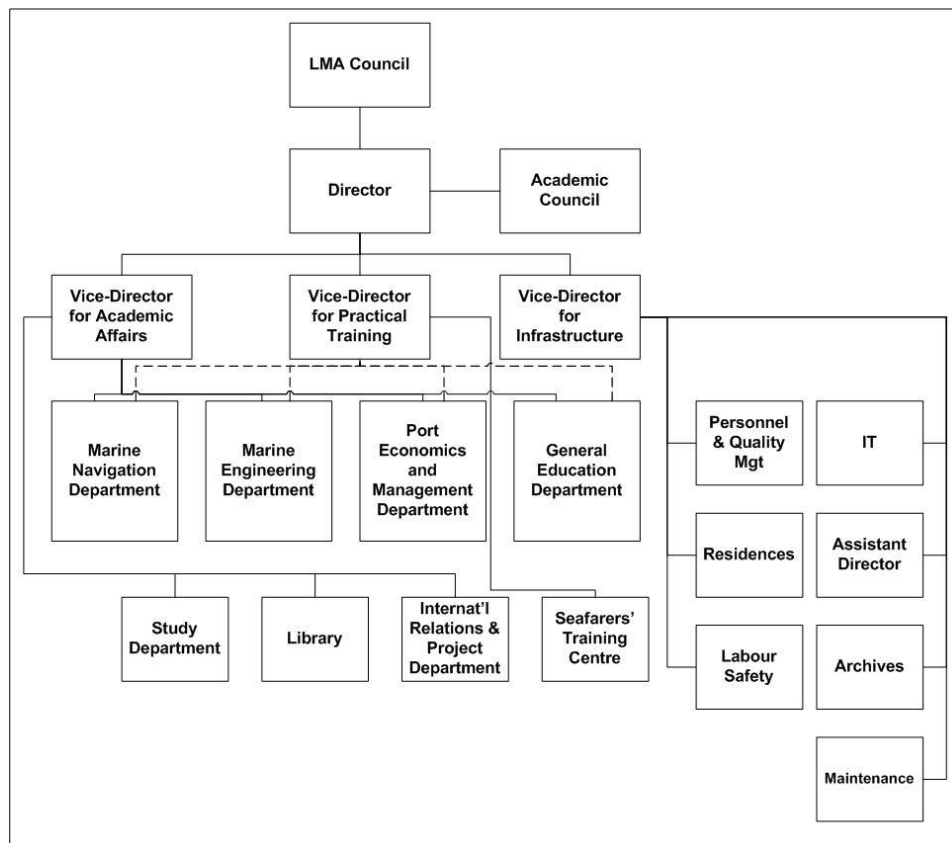 LMA Council
Director
Academic
Council
Vice-Director
for Academic
Affairs
Vice-Director
for Practical
Training
Vice-Director
for
Infrastructure
Marine
Navigation
Department
Marine
Engineering
Department
Port
Economics
and
Management
Department
General
Education
Department
Personnel
& Quality
Mgt
IT
Residences
Assistant
Director
Study
Department
Library
Internat'l
Relations &
Project
Department
Seafarers'
Training
Centre
Labour
Safety
Archives
Maintenance